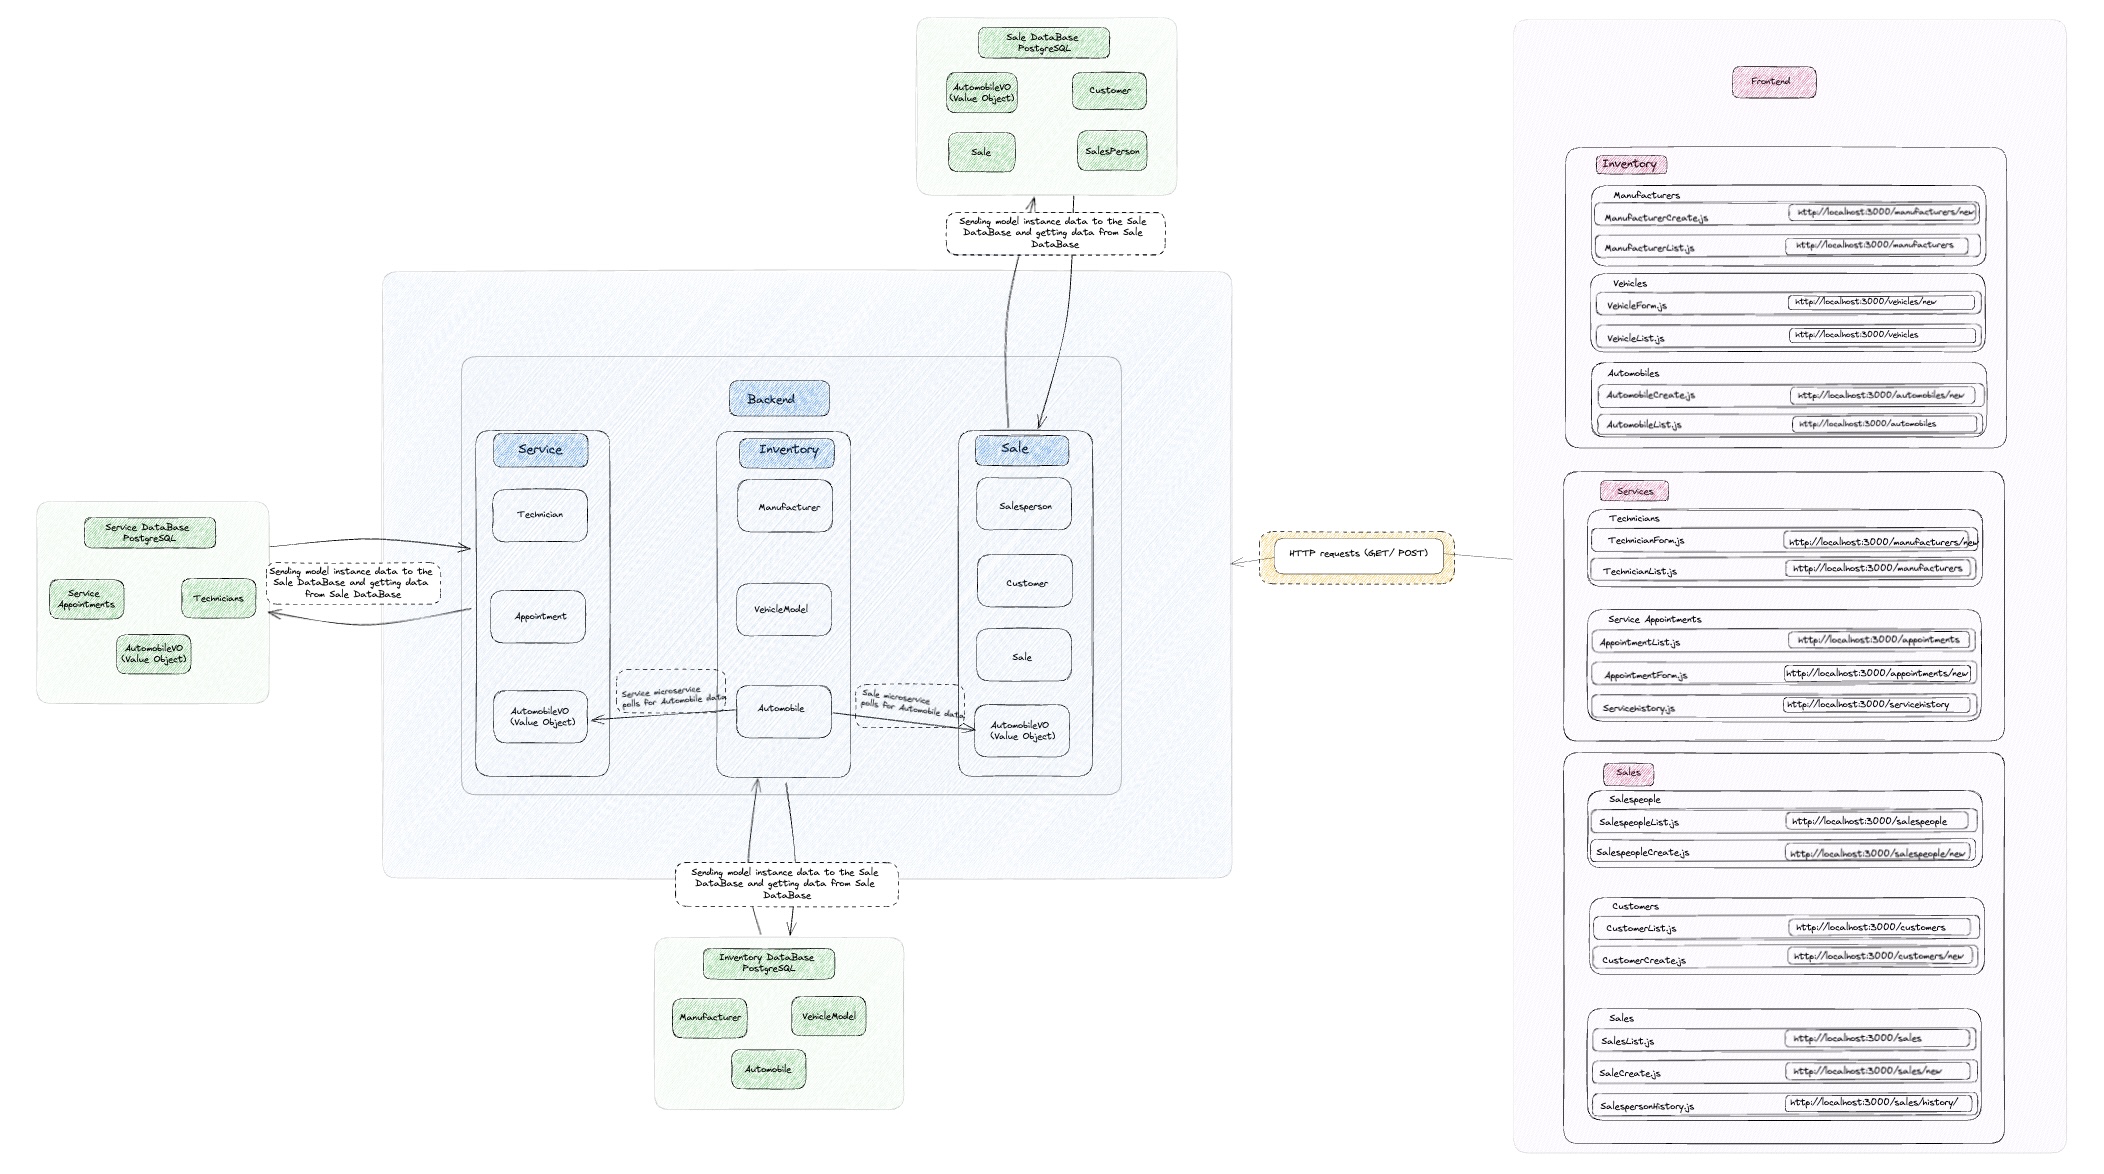 Sale DataBase
PostgreSQL
AutomobileVO
(Value Object)
Customer
Sale
SalesPerson
Sending model instance data to the Sale
DataBase and getting data from Sale
DataBase
Backend
Service
Technician
Appointment
AutomobileVO
(Value Object)
Inventory
Manufacturer
VehicleModel
Automobile
Sale
Salesperson
Customer
Sale
AutomobileVO
(Value Object)
Service microservice
polls for Automobile data
Sale microservice
polls for Automobile data
Service DataBase
PostgreSQL
Service
Appointments
Technicians
AutomobileVO
(Value Object)
Sending model instance data to the
Sale DataBase and getting data
from Sale DataBase
Sending model instance data to the Sale
DataBase and getting data from Sale
DataBase
Inventory DataBase
PostgreSQL
Manufacturer
VehicleModel
Automobile
HTTP requests (GET/ POST)
Frontend
Inventory
Manufacturers
ManufacturerCreate.js
http://localhost:3000/manufacturers/new
ManufacturerList.js
http://localhost:3000/manufacturers
Vehicles
VehicleForm.js
http://localhost:3000/vehicles/new
VehicleList.js
http://localhost:3000/vehicles
Automobiles
AutomobileCreate.js
http://localhost:3000/automobiles/new
AutomobileList.js
http://localhost:3000/automobiles
Services
Technicians
TechnicianForm.js
http://localhost:3000/manufacturers/new
TechnicianList.js
http://localhost:3000/manufacturers
Service Appointments
AppointmentList.js
http://localhost:3000/appointments
AppointmentForm.js
http://localhost:3000/appointments/new
Servicehistory.js
http://localhost:3000/servicehistory
Sales
Salespeople
SalespeopleList.js
http://localhost:3000/salespeople
SalespeopleCreate.js
http://localhost:3000/salespeople/new
Customers
CustomerList.js
http://localhost:3000/customers
CustomerCreate.js
http://localhost:3000/customers/new
Sales
SalesList.js
http://localhost:3000/sales
SaleCreate.js
http://localhost:3000/sales/new
SalespersonHistory.js
http://localhost:3000/sales/history/